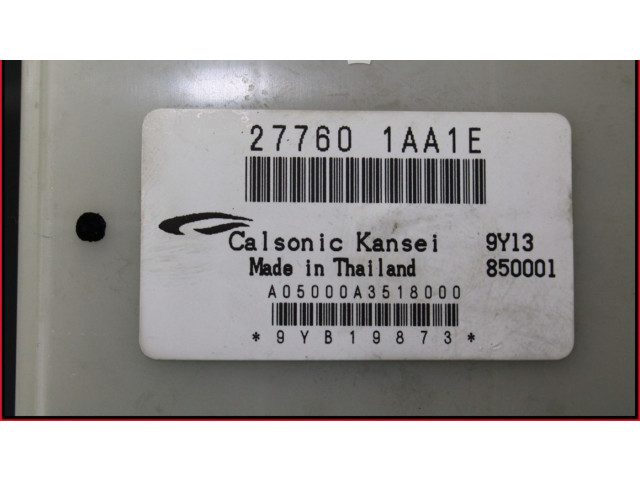 27760 1AA1E
Calsonic Kansei 9Y13
Made in Thailand 850001
A05000A3518000
*9YB19873*